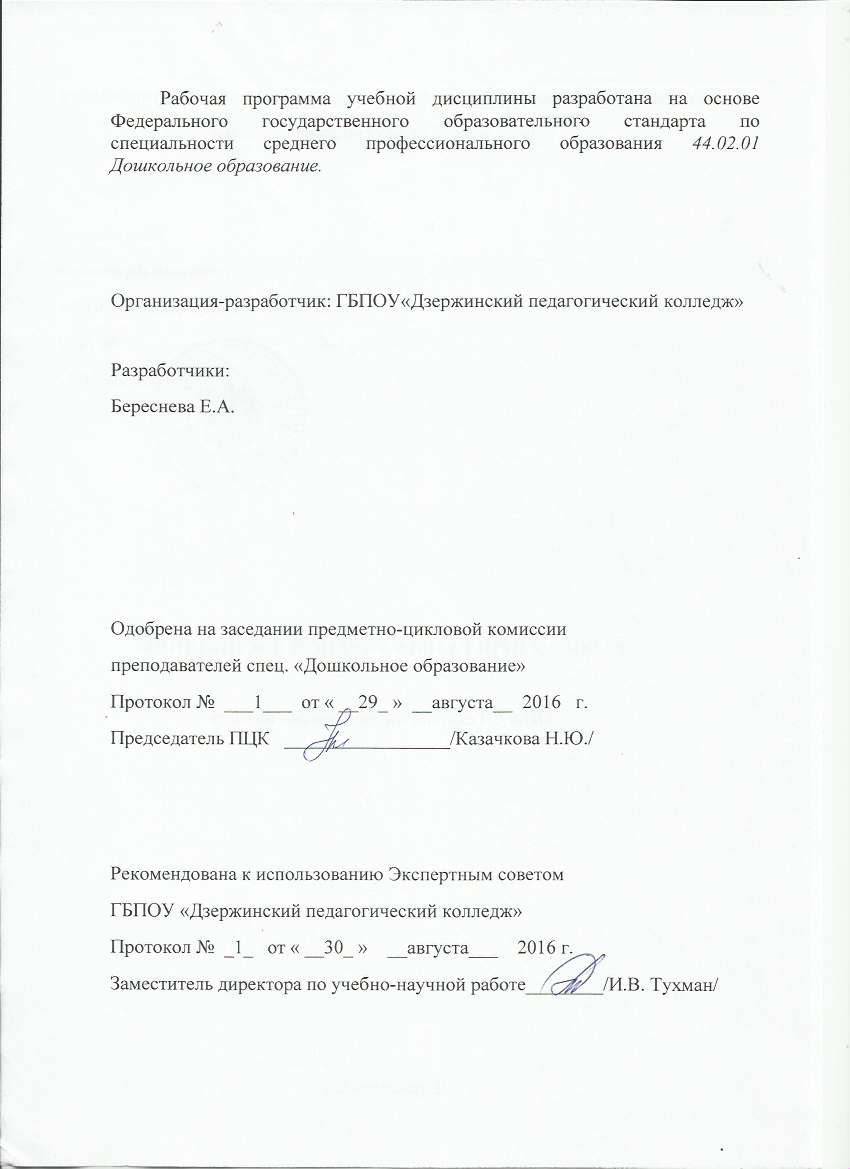 Рабочая программа учебной дисциплины разработана на основе
Федерального государственного образовательного стандарта по
специальности среднего профессионального образования 44.02.01
Дошкольное образование.
Организация-разработчик: ГБПОУ«Дзержинский педагогический колледж»
Разработчики:
Береснева Е.А.
Одобрена на заседании предметно-цикловой комиссии
преподавателей спец. «Дошкольное образование»
Протокол № ___1___ от « __29_ » __августа__ 2016 г.
Председатель ПЦК _________________/Казачкова Н.Ю./
Рекомендована к использованию Экспертным советом
ГБПОУ «Дзержинский педагогический колледж»
Протокол № _1_ от « __30_ » __августа___ 2016 г.
Заместитель директора по учебно-научной работе________/И.В. Тухман/